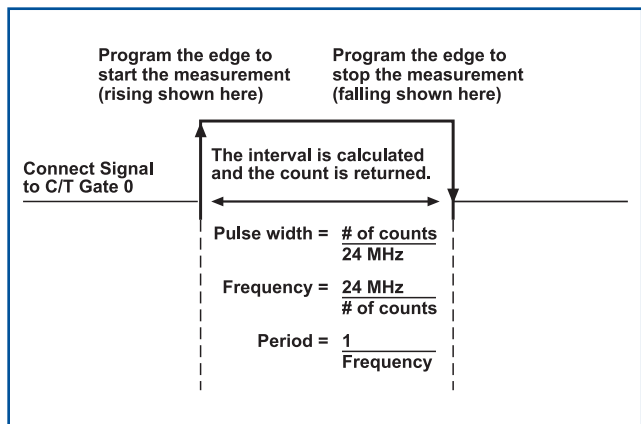 Program the edge to
start the measurement
(rising shown here)
Program the edge to
stop the measurement
(falling shown here)
Connect Signal
to C/T Gate 0
The interval is calculated
and the count is returned.
Pulse width = # of counts
24 MHz
Frequency = 24 MHz
# of counts
Period = 1
Frequency